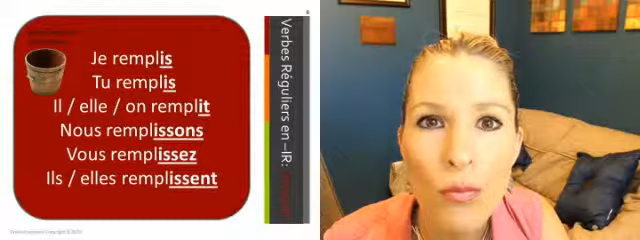 Je remplis
Tu remplis
Il / elle / on remplit
Nous remplissons
Vous remplissez
Ils / elles remplissent
Verbes Réguliers en –IR: